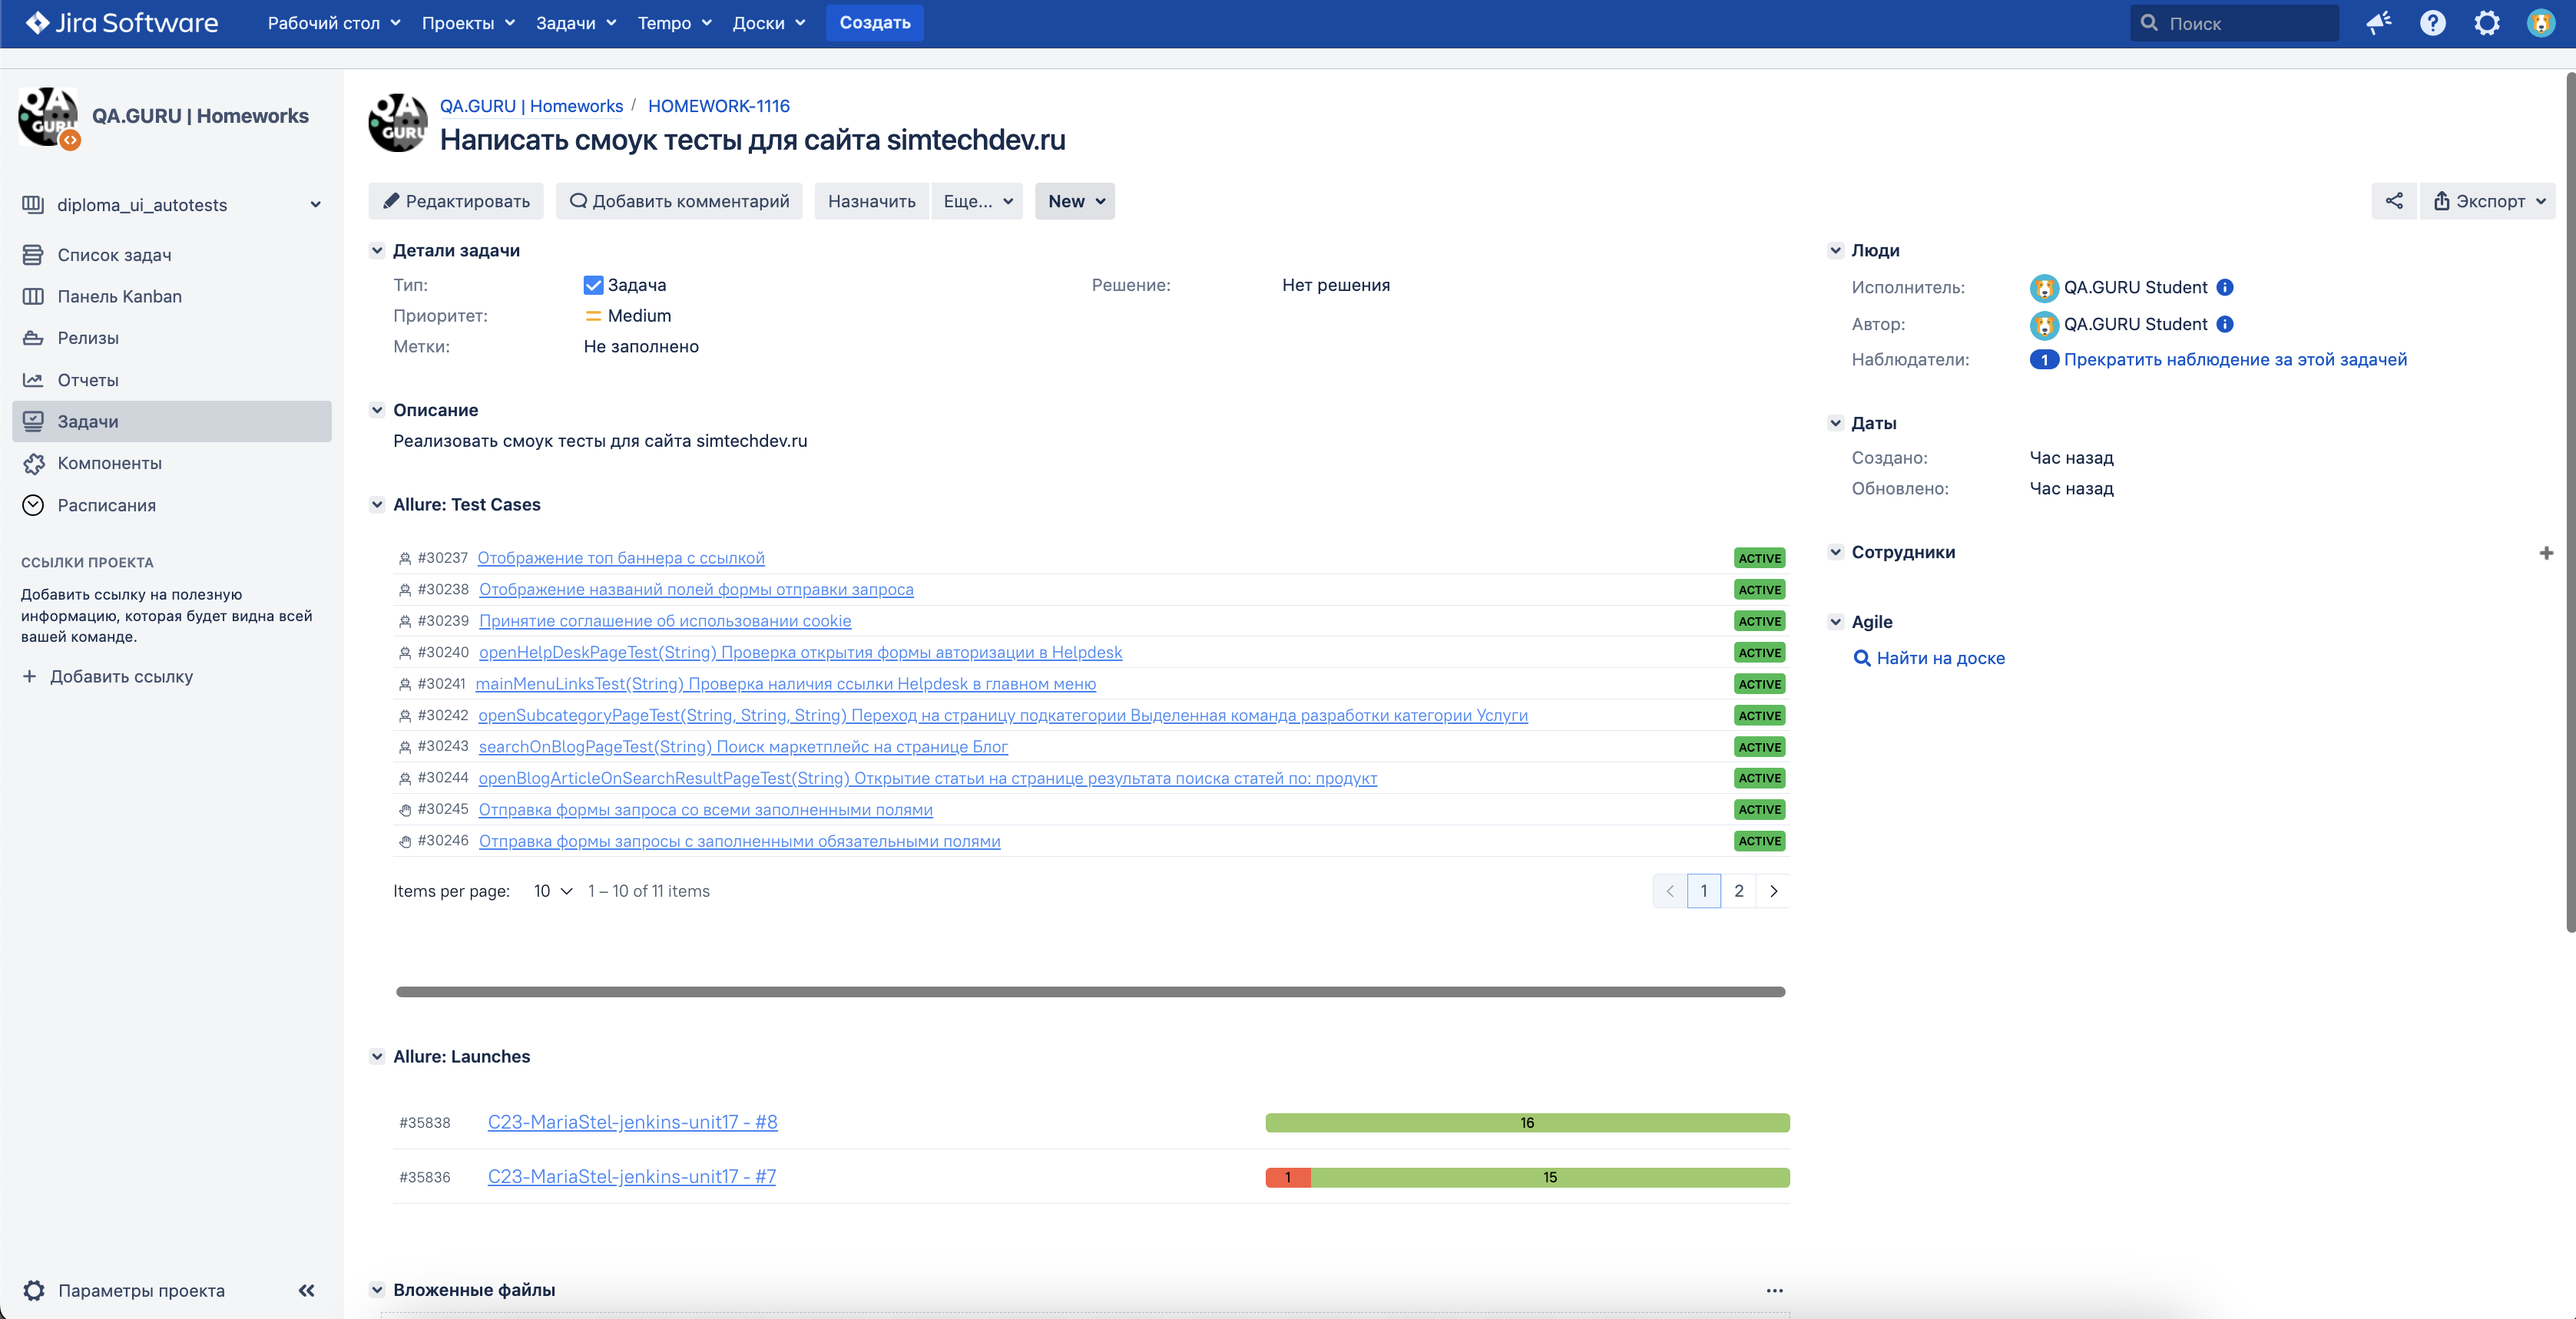 Jira Software
Рабочий стол Проекты Задачи Tempo Доски Создать Поиск
QA.GURU | Homeworks
diploma_ui_autotests
Список задач
Панель Kanban
Релизы
Отчеты
Задачи
Компоненты
Расписания
ССЫЛКИ ПРОЕКТА
Добавить ссылку на полезную
информацию, которая будет видна всей
вашей команде.
+ Добавить ссылку
Параметры проекта
QA.GURU | Homeworks / HOMEWORK-1116
Написать смоук тесты для сайта simtechdev.ru
Редактировать Добавить комментарий Назначить Еще... New Экспорт
Детали задачи
Тип: Задача Решение: Нет решения
Приоритет: Medium
Метки: Не заполнено
Описание
Реализовать смоук тесты для сайта simtechdev.ru
Allure: Test Cases
#30237 Отображение топ баннера с ссылкой ACTIVE
#30238 Отображение названий полей формы отправки запроса ACTIVE
#30239 Принятие соглашение об использовании cookie ACTIVE
#30240 openHelpDeskPageTest(String) Проверка открытия формы авторизации в Helpdesk ACTIVE
#30241 mainMenuLinksTest(String) Проверка наличия ссылки Helpdesk в главном меню ACTIVE
#30242 openSubcategoryPageTest(String, String, String) Переход на страницу подкатегории Выделенная команда разработки категории Услуги ACTIVE
#30243 searchOnBlogPageTest(String) Поиск маркетплейс на странице Блог ACTIVE
#30244 openBlogArticleOnSearchResultPageTest(String) Открытие статьи на странице результата поиска статей по: продукт ACTIVE
#30245 Отправка формы запроса со всеми заполненными полями ACTIVE
#30246 Отправка формы запросы с заполненными обязательными полями ACTIVE
Items per page: 10 1 – 10 of 11 items 1 2
Allure: Launches
#35838 C23-MariaStel-jenkins-unit17 - #8 16
#35836 C23-MariaStel-jenkins-unit17 - #7 1 15
Вложенные файлы
Люди
Исполнитель: QA.GURU Student
Автор: QA.GURU Student
Наблюдатели: 1 Прекратить наблюдение за этой задачей
Даты
Создано: Час назад
Обновлено: Час назад
Сотрудники
Agile
Найти на доске